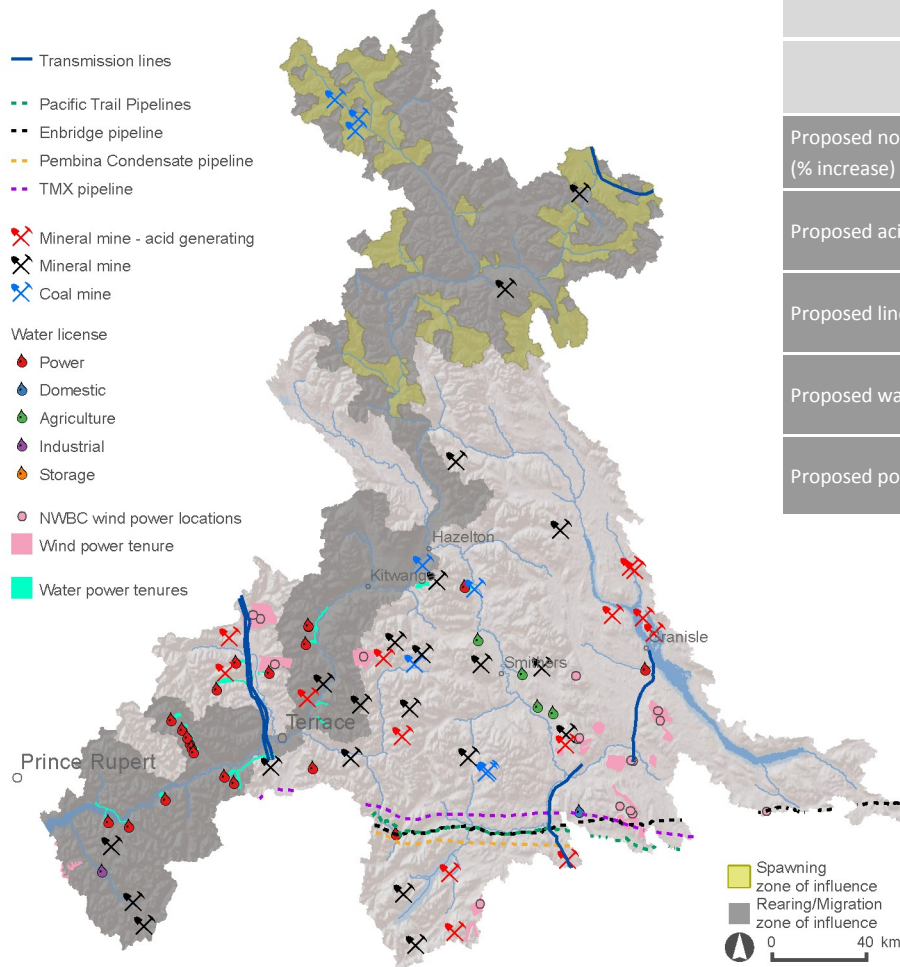 Transmission lines
Pacific Trail Pipelines
Enbridge pipeline
Pembina Condensate pipeline
TMX pipeline
Mineral mine - acid generating
Mineral mine
Coal mine
Water license
Power
Domestic
Agriculture
Industrial
Storage
NWBC wind power locations
Wind power tenure
Water power tenures
Hazelton
Kitwanga
Granisle
Smithers
Terrace
Prince Rupert
Spawning
zone of influence
Rearing/Migration
zone of influence
0 40 km
Proposed no
(% increase)
Proposed aci
Proposed line
Proposed wa
Proposed po